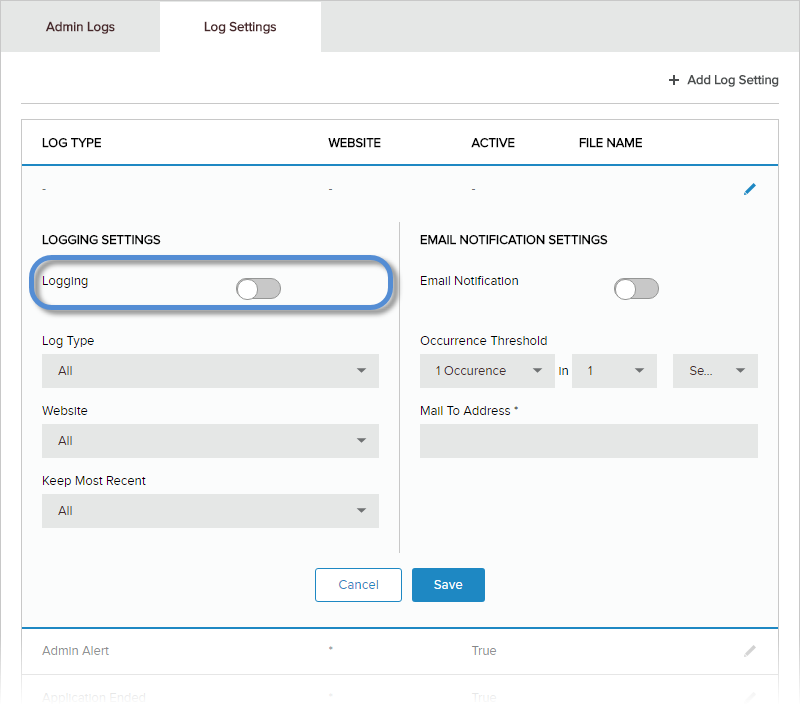 Admin Logs
Log Settings
+ Add Log Setting
LOG TYPE WEBSITE ACTIVE FILE NAME
- - -
LOGGING SETTINGS
Logging
Log Type
All
Website
All
Keep Most Recent
All
EMAIL NOTIFICATION SETTINGS
Email Notification
Occurrence Threshold
1 Occurence In 1 Se...
Mail To Address *
Cancel
Save
Admin Alert * True
Application Ended * True